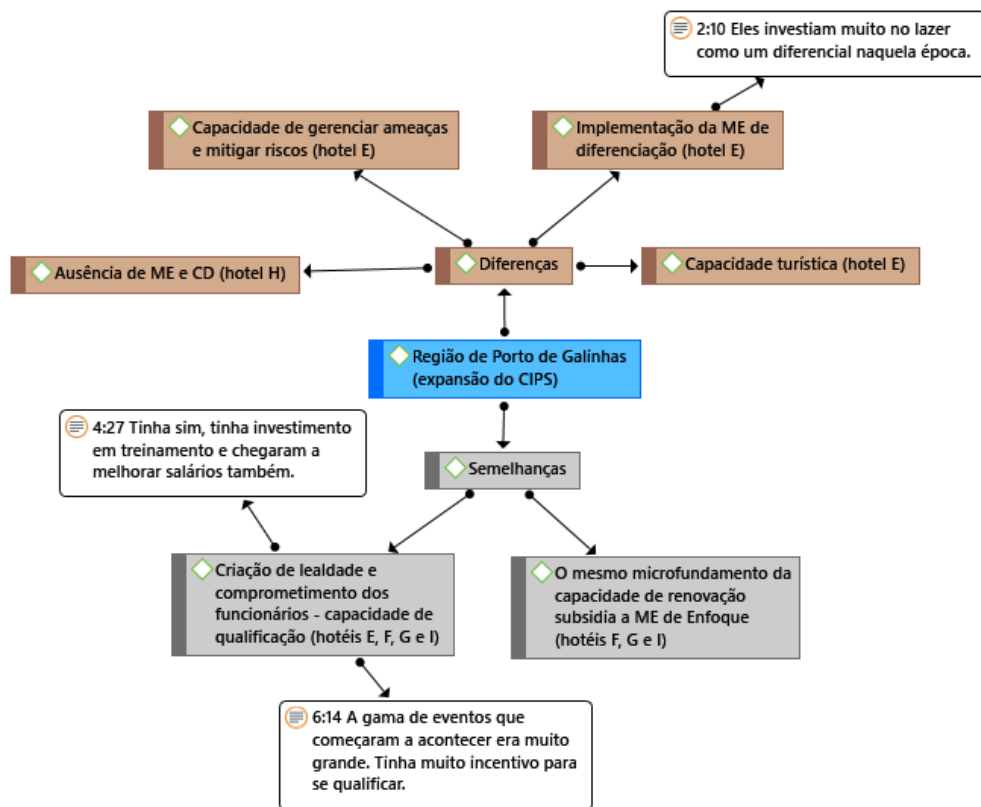 2:10 Eles investiam muito no lazer
como um diferencial naquela época.
Capacidade de gerenciar ameaças
e mitigar riscos (hotel E)
Implementação da ME de
diferenciação (hotel E)
Ausência de ME e CD (hotel H)
Diferenças
Capacidade turística (hotel E)
Região de Porto de Galinhas
(expansão do CIPS)
4:27 Tinha sim, tinha investimento
em treinamento e chegaram a
melhorar salários também.
Semelhanças
Criação de lealdade e
comprometimento dos
funcionários - capacidade de
qualificação (hotéis E, F, G e I)
O mesmo microfundamento da
capacidade de renovação
subsidia a ME de Enfoque
(hotéis F, G e I)
6:14 A gama de eventos que
começaram a acontecer era muito
grande. Tinha muito incentivo para
se qualificar.